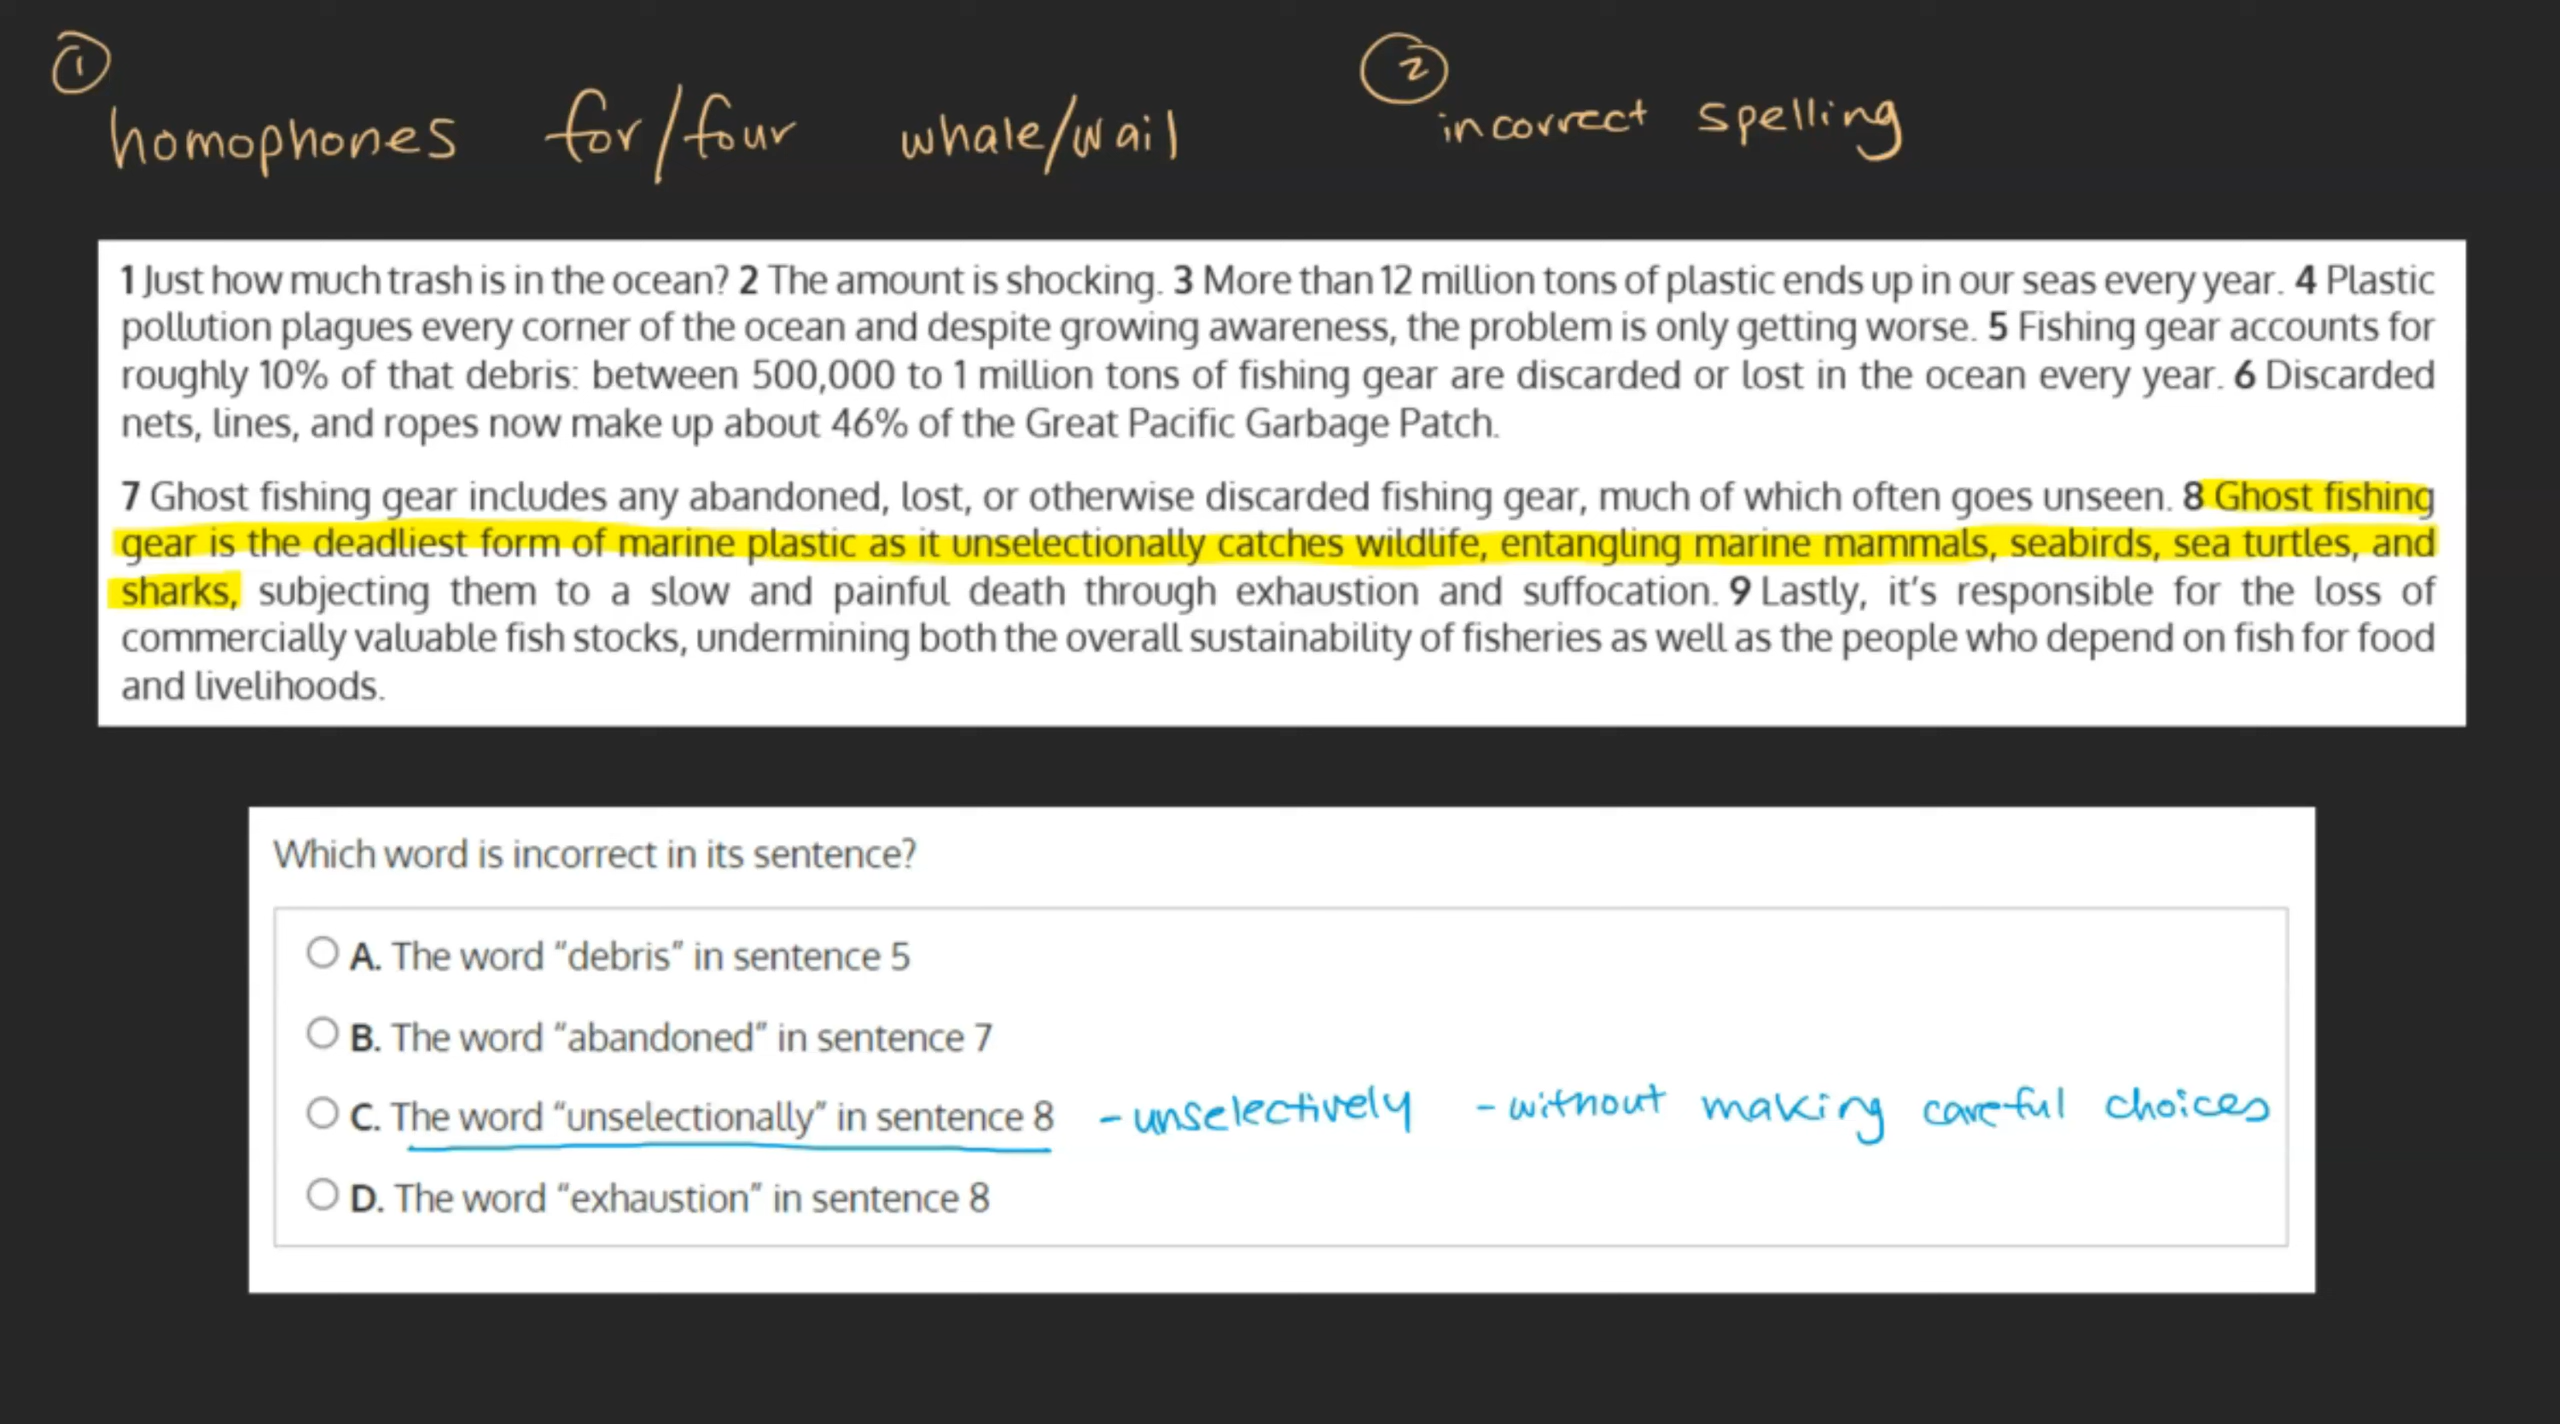 1
homophones for/four whale/wail
2
incorrect spelling
1 Just how much trash is in the ocean? 2 The amount is shocking. 3 More than 12 million tons of plastic ends up in our seas every year. 4 Plastic
pollution plagues every corner of the ocean and despite growing awareness, the problem is only getting worse. 5 Fishing gear accounts for
roughly 10% of that debris: between 500,000 to 1 million tons of fishing gear are discarded or lost in the ocean every year. 6 Discarded
nets, lines, and ropes now make up about 46% of the Great Pacific Garbage Patch.
7 Ghost fishing gear includes any abandoned, lost, or otherwise discarded fishing gear, much of which often goes unseen. 8 Ghost fishing
gear is the deadliest form of marine plastic as it unselectionally catches wildlife, entangling marine mammals, seabirds, sea turtles, and
sharks, subjecting them to a slow and painful death through exhaustion and suffocation. 9 Lastly, it's responsible for the loss of
commercially valuable fish stocks, undermining both the overall sustainability of fisheries as well as the people who depend on fish for food
and livelihoods.
Which word is incorrect in its sentence?
A. The word "debris" in sentence 5
B. The word "abandoned" in sentence 7
C. The word "unselectionally" in sentence 8 - unselectively - without making careful choices
D. The word "exhaustion" in sentence 8